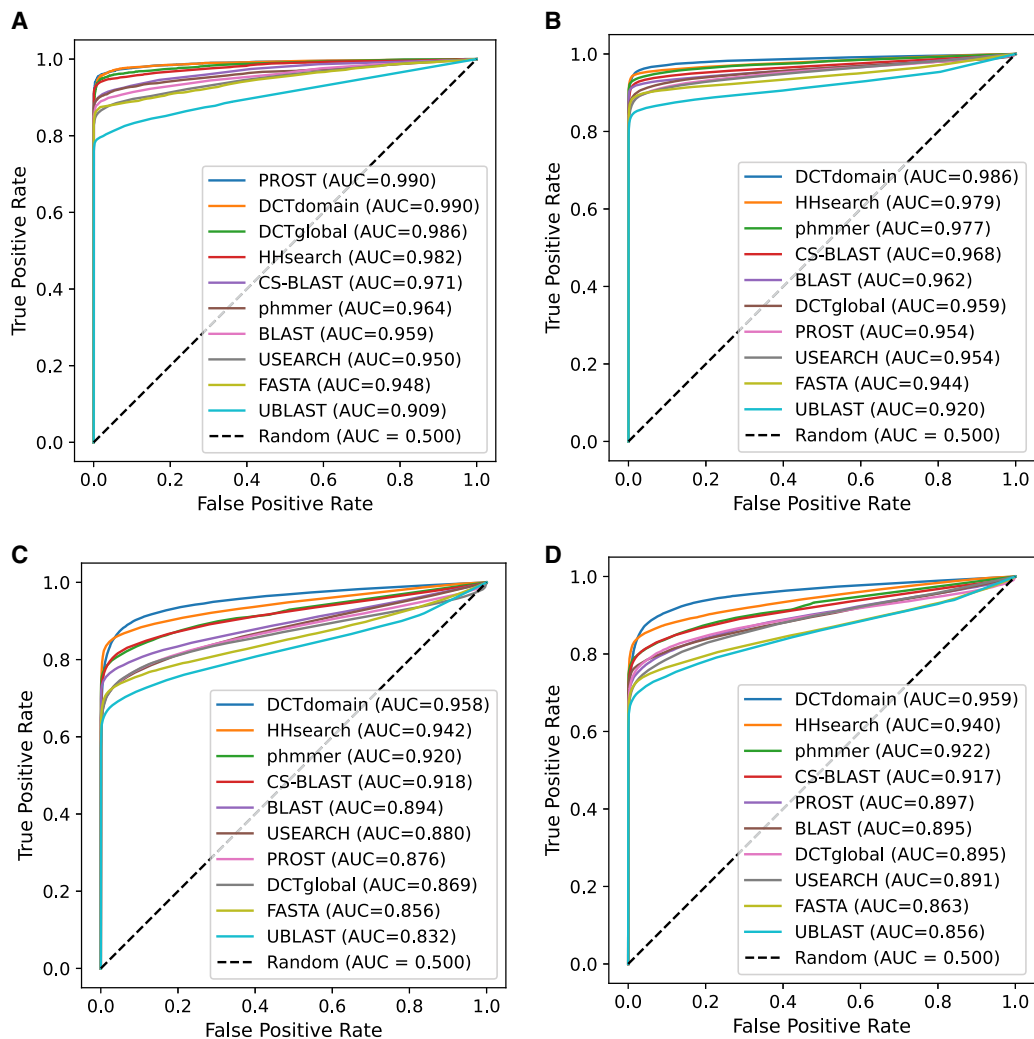 A
True Positive Rate
1.0
0.8
0.6
0.4
0.2
0.0
PROST (AUC=0.990)
DCTdomain (AUC=0.990)
DCTglobal (AUC=0.986)
HHsearch (AUC=0.982)
CS-BLAST (AUC=0.971)
phmmer (AUC=0.964)
BLAST (AUC=0.959)
USEARCH (AUC=0.950)
FASTA (AUC=0.948)
UBLAST (AUC=0.909)
Random (AUC = 0.500)
0.0 0.2 0.4 0.6 0.8 1.0
False Positive Rate
B
True Positive Rate
1.0
0.8
0.6
0.4
0.2
0.0
DCTdomain (AUC=0.986)
HHsearch (AUC=0.979)
phmmer (AUC=0.977)
CS-BLAST (AUC=0.968)
BLAST (AUC=0.962)
DCTglobal (AUC=0.959)
PROST (AUC=0.954)
USEARCH (AUC=0.954)
FASTA (AUC=0.944)
UBLAST (AUC=0.920)
Random (AUC = 0.500)
0.0 0.2 0.4 0.6 0.8 1.0
False Positive Rate
C
True Positive Rate
1.0
0.8
0.6
0.4
0.2
0.0
DCTdomain (AUC=0.958)
HHsearch (AUC=0.942)
phmmer (AUC=0.920)
CS-BLAST (AUC=0.918)
BLAST (AUC=0.894)
USEARCH (AUC=0.880)
PROST (AUC=0.876)
DCTglobal (AUC=0.869)
FASTA (AUC=0.856)
UBLAST (AUC=0.832)
Random (AUC = 0.500)
0.0 0.2 0.4 0.6 0.8 1.0
False Positive Rate
D
True Positive Rate
1.0
0.8
0.6
0.4
0.2
0.0
DCTdomain (AUC=0.959)
HHsearch (AUC=0.940)
phmmer (AUC=0.922)
CS-BLAST (AUC=0.917)
PROST (AUC=0.897)
BLAST (AUC=0.895)
DCTglobal (AUC=0.895)
USEARCH (AUC=0.891)
FASTA (AUC=0.863)
UBLAST (AUC=0.856)
Random (AUC = 0.500)
0.0 0.2 0.4 0.6 0.8 1.0
False Positive Rate